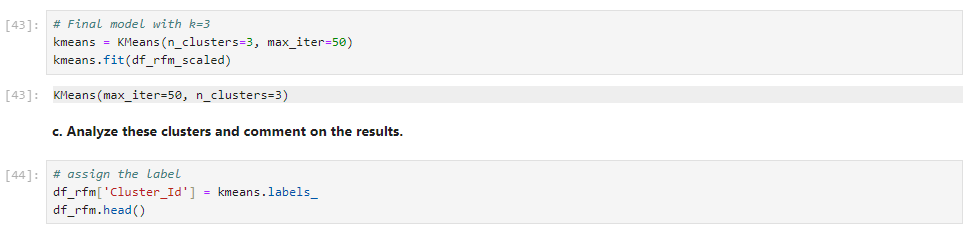 [43]: # Final model with k=3
kmeans = KMeans(n_clusters=3, max_iter=50)
kmeans.fit(df_rfm_scaled)
[43]: KMeans(max_iter=50, n_clusters=3)
c. Analyze these clusters and comment on the results.
[44]: # assign the label
df_rfm['Cluster_Id'] = kmeans.labels_
df_rfm.head()